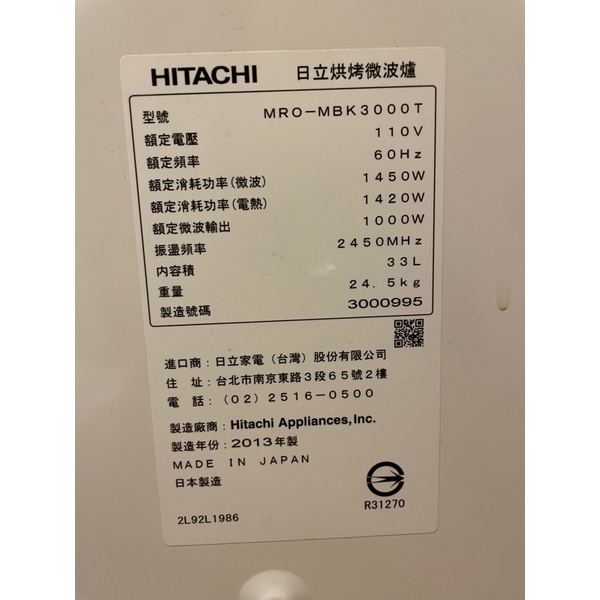 HITACHI 日立烘烤微波爐
型號 MRO-MBK3000T
額定電壓 110V
額定頻率 60Hz
額定消耗功率(微波) 1450W
額定消耗功率(電熱) 1420W
額定微波輸出 1000W
振盪頻率 2450MHz
內容積 33L
重量 24.5kg
製造號碼 3000995
進口商：日立家電（台灣）股份有限公司
住 址：台北市南京東路3段65號2樓
電 話：(02) 2516-0500
製造廠商：Hitachi Appliances,Inc.
製造年份：2013年製
MADE IN JAPAN
日本製造
R31270
2L92L1986